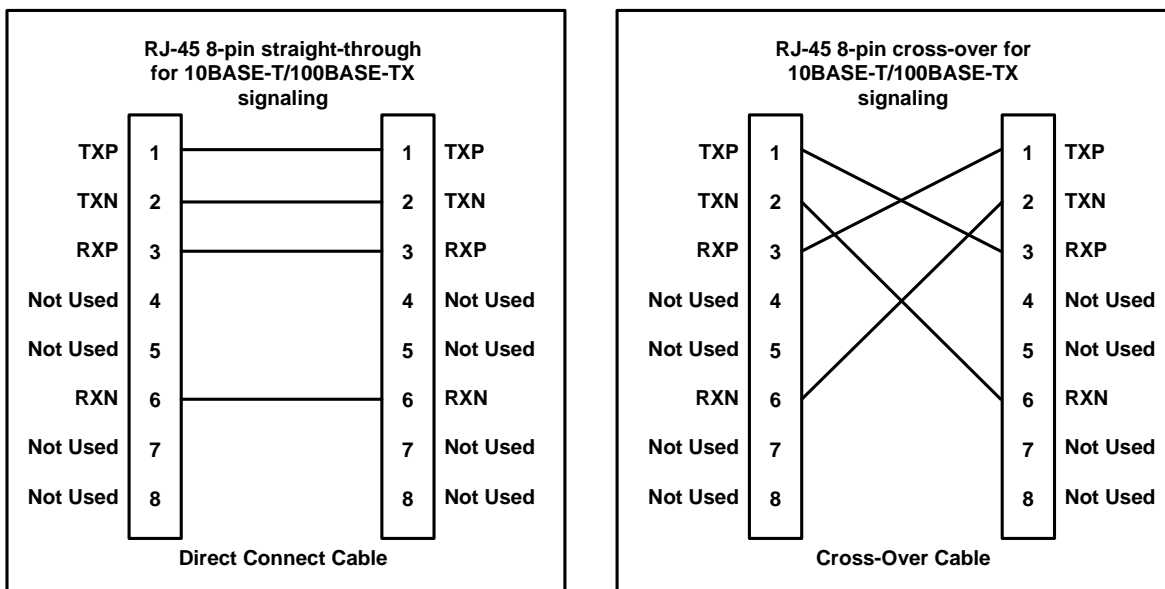 RJ-45 8-pin straight-through
for 10BASE-T/100BASE-TX
signaling
TXP 1 1 TXP
TXN 2 2 TXN
RXP 3 3 RXP
Not Used 4 4 Not Used
Not Used 5 5 Not Used
RXN 6 6 RXN
Not Used 7 7 Not Used
Not Used 8 8 Not Used
Direct Connect Cable
RJ-45 8-pin cross-over for
10BASE-T/100BASE-TX
signaling
TXP 1 1 TXP
TXN 2 2 TXN
RXP 3 3 RXP
Not Used 4 4 Not Used
Not Used 5 5 Not Used
RXN 6 6 RXN
Not Used 7 7 Not Used
Not Used 8 8 Not Used
Cross-Over Cable